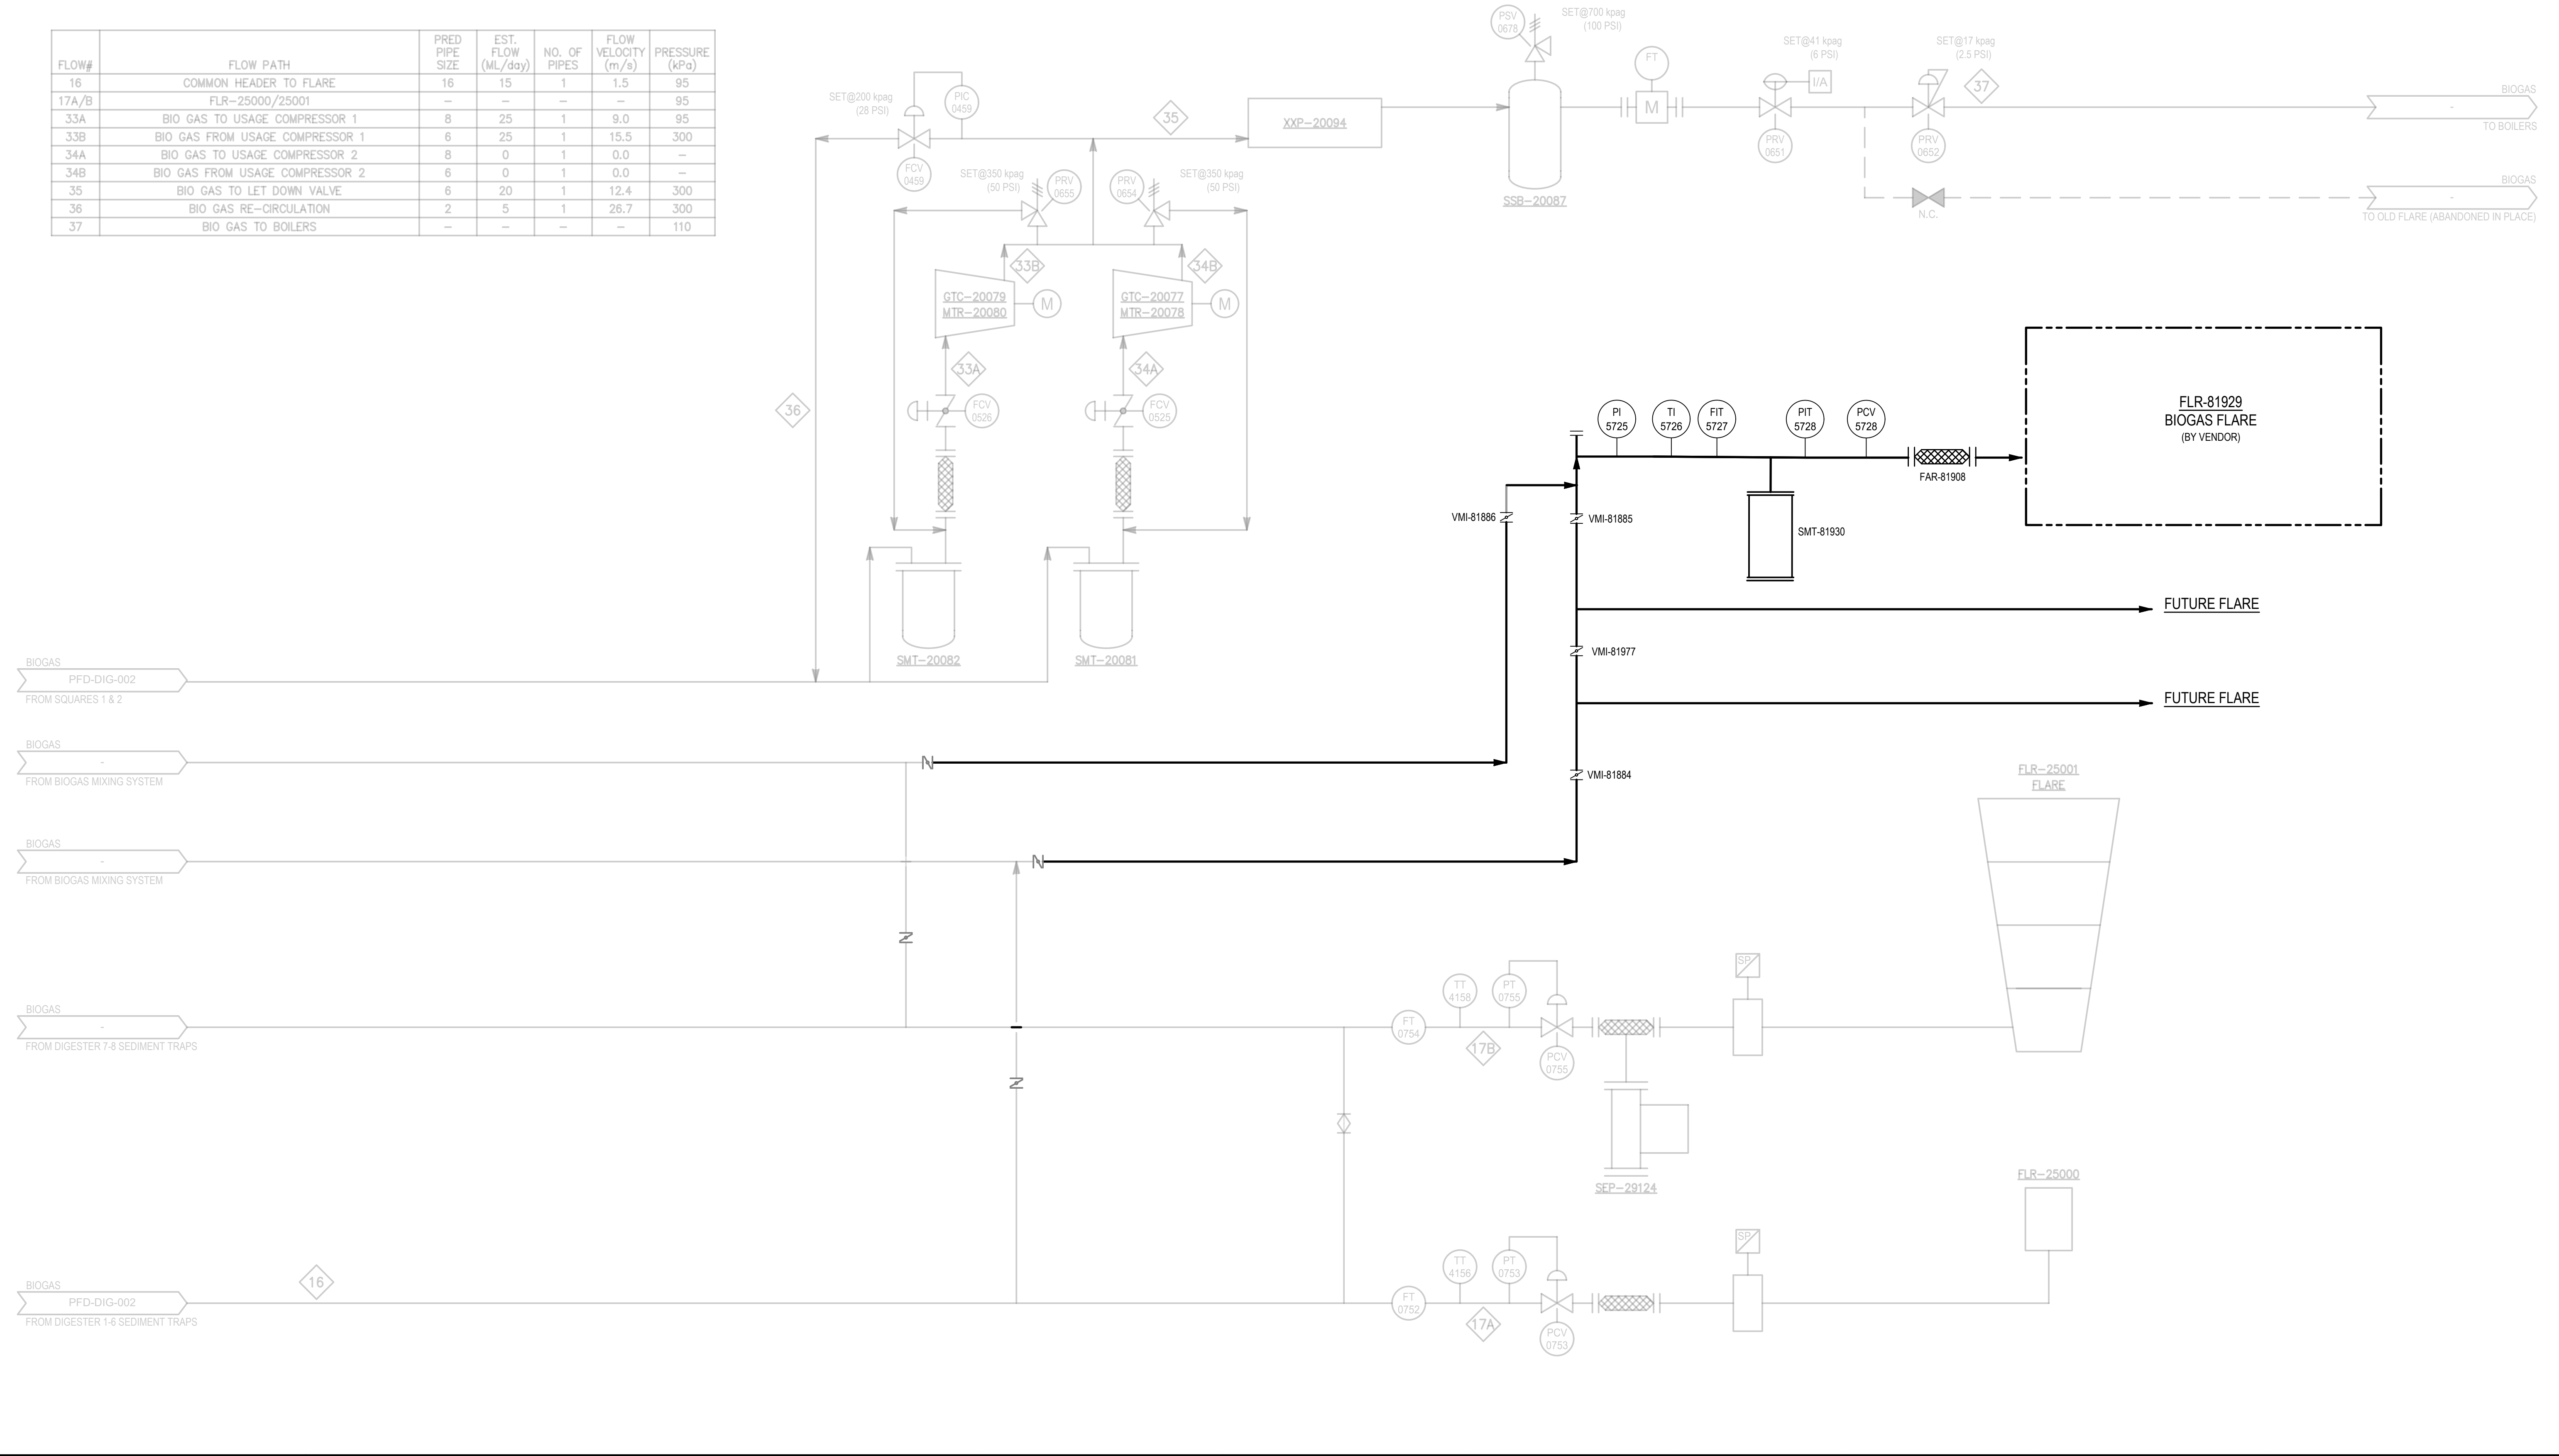 FLOW# FLOW PATH PRED PIPE SIZE EST. FLOW (ML/day) NO. OF PIPES FLOW VELOCITY (m/s) PRESSURE (kPa)
16 COMMON HEADER TO FLARE 16 15 1 1.5 95
17A/B FLR-25000/25001 - - - - 95
33A BIO GAS TO USAGE COMPRESSOR 1 8 25 1 9.0 95
33B BIO GAS FROM USAGE COMPRESSOR 1 6 25 1 15.5 300
34A BIO GAS TO USAGE COMPRESSOR 2 8 0 1 0.0 -
34B BIO GAS FROM USAGE COMPRESSOR 2 6 0 1 0.0 -
35 BIO GAS TO LET DOWN VALVE 6 20 1 12.4 300
36 BIO GAS RE-CIRCULATION 2 5 1 26.7 300
37 BIO GAS TO BOILERS - - - - 110
SET@200 kpag
(28 PSI)
PIC
0459
FCV
0459
35
XXP-20094
PSV
0678
SET@700 kpag
(100 PSI)
SSB-20087
FT
M
SET@41 kpag
(6 PSI)
I/A
PRV
0651
SET@17 kpag
(2.5 PSI)
PRV
0652
37
BIOGAS
-
TO BOILERS
N.C.
BIOGAS
-
TO OLD FLARE (ABANDONED IN PLACE)
SET@350 kpag
(50 PSI)
PRV
0655
PRV
0654
SET@350 kpag
(50 PSI)
33B
34B
GTC-20079
MTR-20080
M
GTC-20077
MTR-20078
M
33A
34A
36
FCV
0526
FCV
0525
SMT-20082
SMT-20081
PI
5725
TI
5726
FIT
5727
PIT
5728
PCV
5728
FAR-81908
FLR-81929
BIOGAS FLARE
(BY VENDOR)
VMI-81886
VMI-81885
SMT-81930
FUTURE FLARE
VMI-81977
FUTURE FLARE
VMI-81884
BIOGAS
PFD-DIG-002
FROM SQUARES 1 & 2
BIOGAS
-
FROM BIOGAS MIXING SYSTEM
BIOGAS
-
FROM BIOGAS MIXING SYSTEM
FLR-25001
FLARE
BIOGAS
-
FROM DIGESTER 7-8 SEDIMENT TRAPS
FT
0754
TT
4158
PT
0755
17B
PCV
0755
SP
SEP-29124
FLR-25000
BIOGAS
PFD-DIG-002
FROM DIGESTER 1-6 SEDIMENT TRAPS
16
FT
0752
TT
4156
PT
0753
17A
PCV
0753
SP